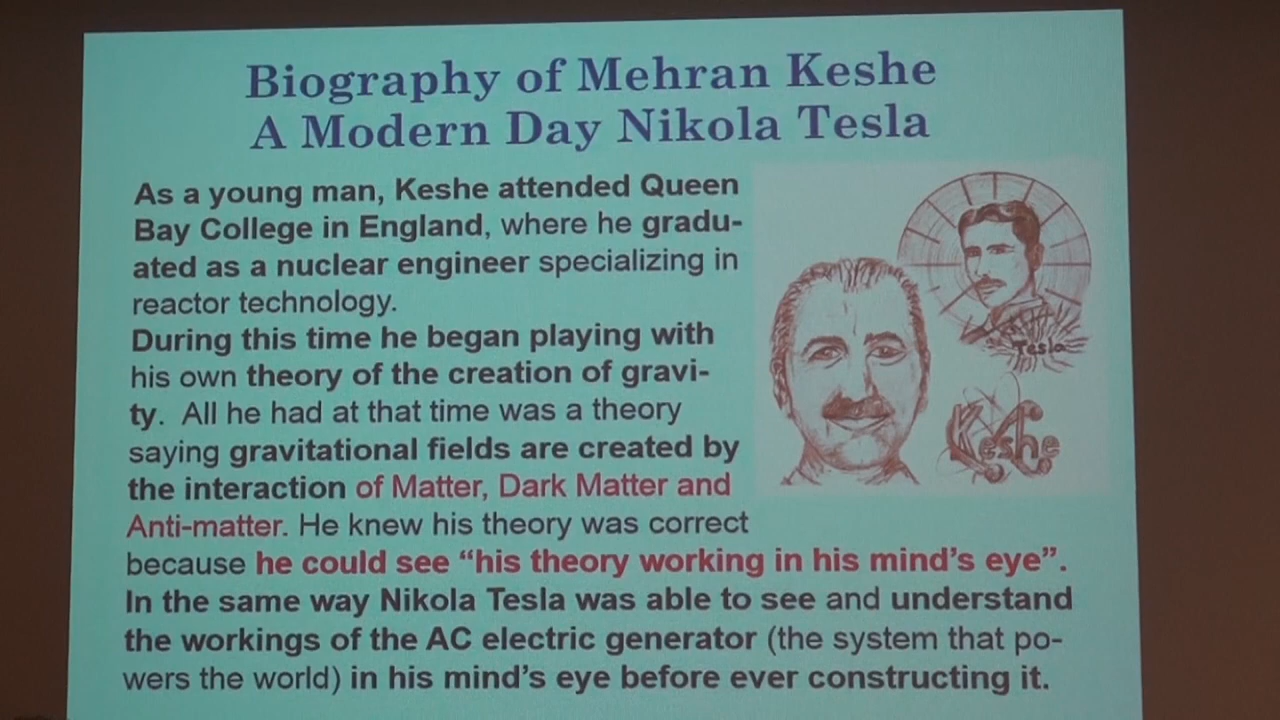 Biography of Mehran Keshe
A Modern Day Nikola Tesla
As a young man, Keshe attended Queen
Bay College in England, where he gradu-
ated as a nuclear engineer specializing in
reactor technology.
During this time he began playing with
his own theory of the creation of gravi-
ty. All he had at that time was a theory
saying gravitational fields are created by
the interaction of Matter, Dark Matter and
Anti-matter. He knew his theory was correct
because he could see “his theory working in his mind’s eye”.
In the same way Nikola Tesla was able to see and understand
the workings of the AC electric generator (the system that po-
wers the world) in his mind’s eye before ever constructing it.
Tesla
Keshe